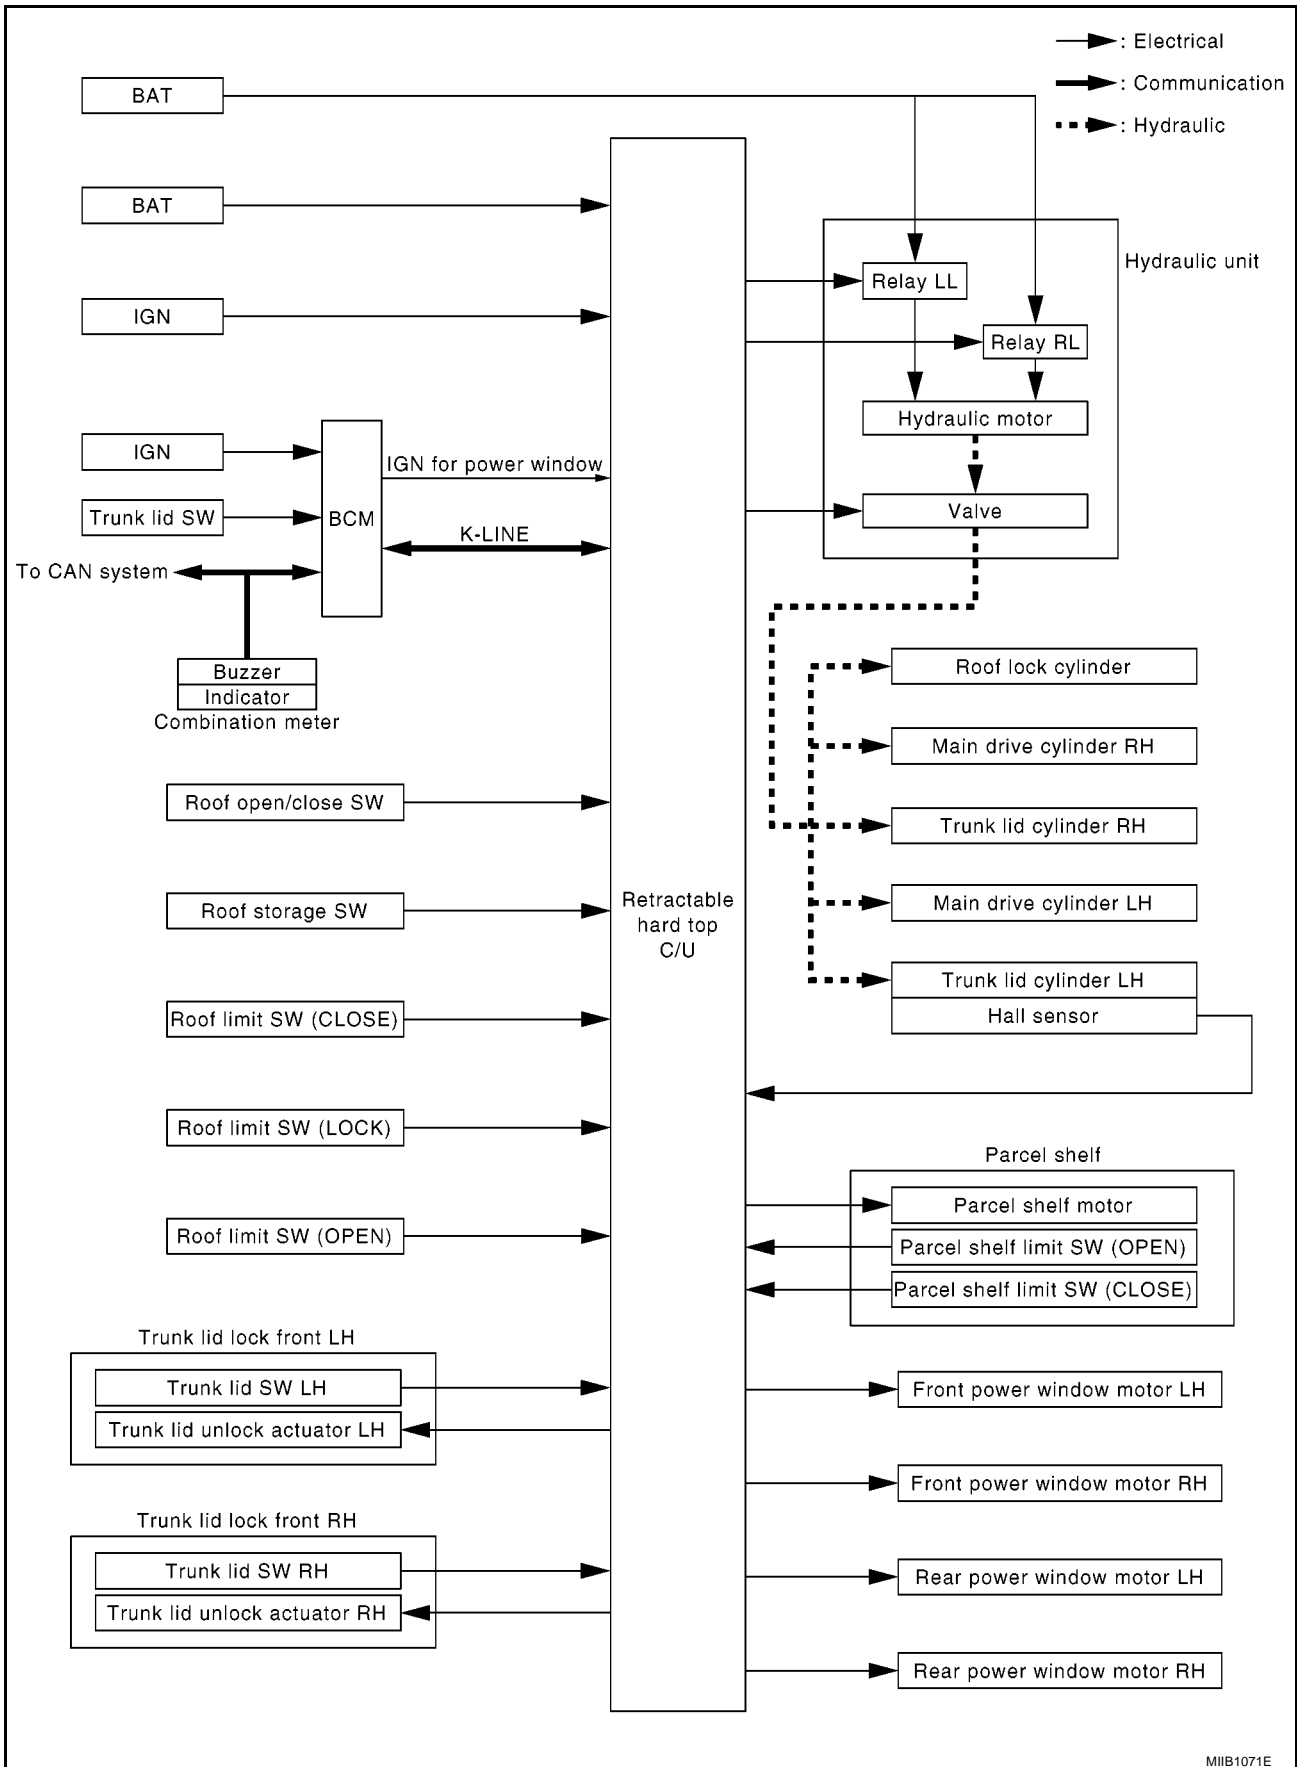 : Electrical
: Communication
: Hydraulic
BAT
BAT
IGN
IGN
Trunk lid SW
BCM
IGN for power window
K-LINE
To CAN system
Buzzer
Indicator
Combination meter
Hydraulic unit
Relay LL
Relay RL
Hydraulic motor
Valve
Roof open/close SW
Roof storage SW
Roof limit SW (CLOSE)
Roof limit SW (LOCK)
Roof limit SW (OPEN)
Trunk lid lock front LH
Trunk lid SW LH
Trunk lid unlock actuator LH
Trunk lid lock front RH
Trunk lid SW RH
Trunk lid unlock actuator RH
Retractable
hard top
C/U
Roof lock cylinder
Main drive cylinder RH
Trunk lid cylinder RH
Main drive cylinder LH
Trunk lid cylinder LH
Hall sensor
Parcel shelf
Parcel shelf motor
Parcel shelf limit SW (OPEN)
Parcel shelf limit SW (CLOSE)
Front power window motor LH
Front power window motor RH
Rear power window motor LH
Rear power window motor RH
MIIB1071E